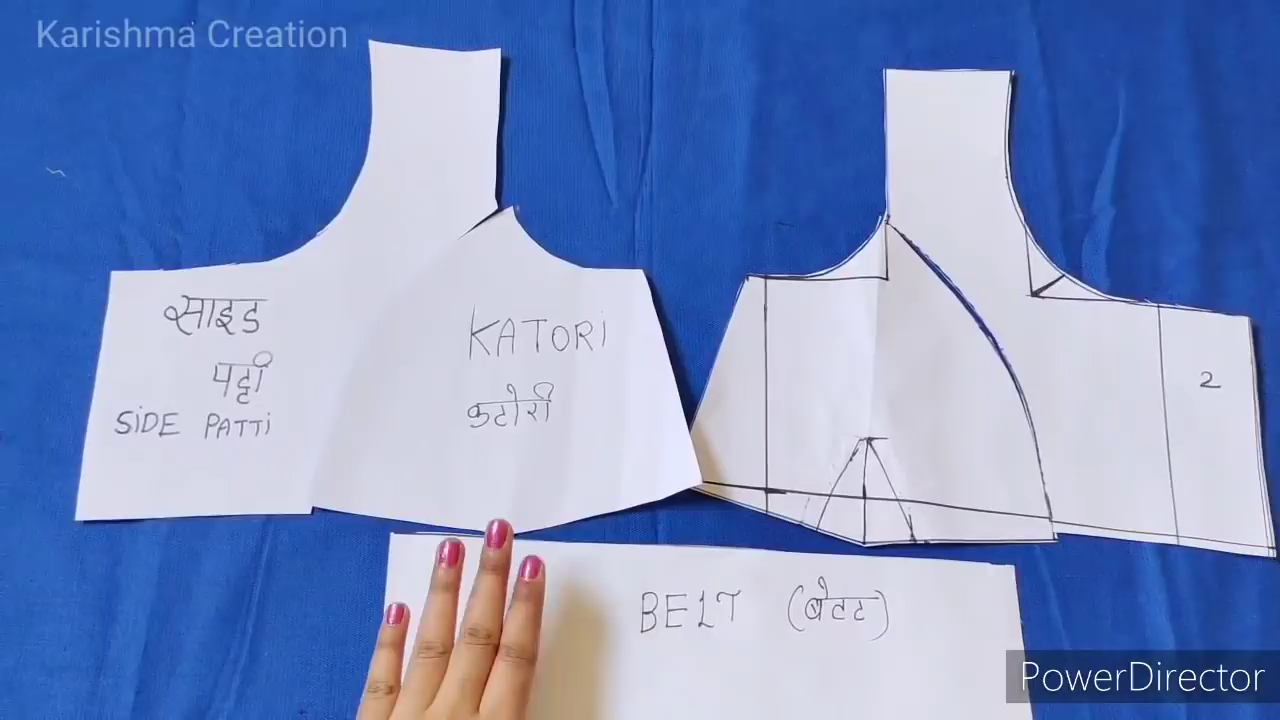 Karishma Creation
साइड
पट्टी
SIDE PATTI
KATORI
कटोरी
2
BELT (बेल्ट)
PowerDirector